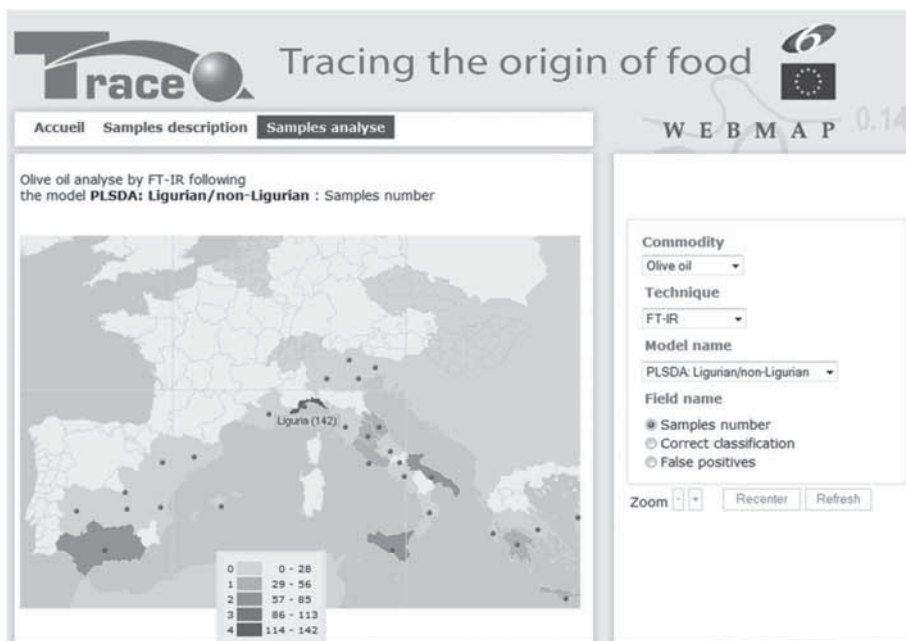 Trace
Tracing the origin of food
6
WEBMAP
0.14
Accueil Samples description Samples analyse
Olive oil analyse by FT-IR following
the model PLSDA: Ligurian/non-Ligurian : Samples number
Liguria (142)
0 0 - 28
1 29 - 56
2 57 - 85
3 86 - 113
4 114 - 142
Commodity
Olive oil
Technique
FT-IR
Model name
PLSDA: Ligurian/non-Ligurian
Field name
Samples number
Correct classification
False positives
Zoom - + Recenter Refresh